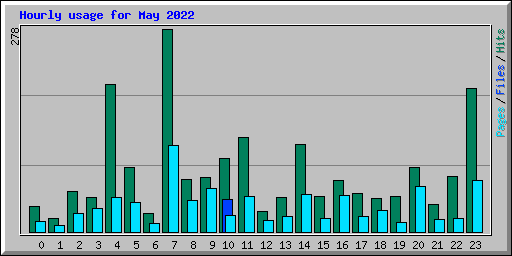 Hourly usage for May 2022
278
Pages / Files / Hits
0 1 2 3 4 5 6 7 8 9 10 11 12 13 14 15 16 17 18 19 20 21 22 23